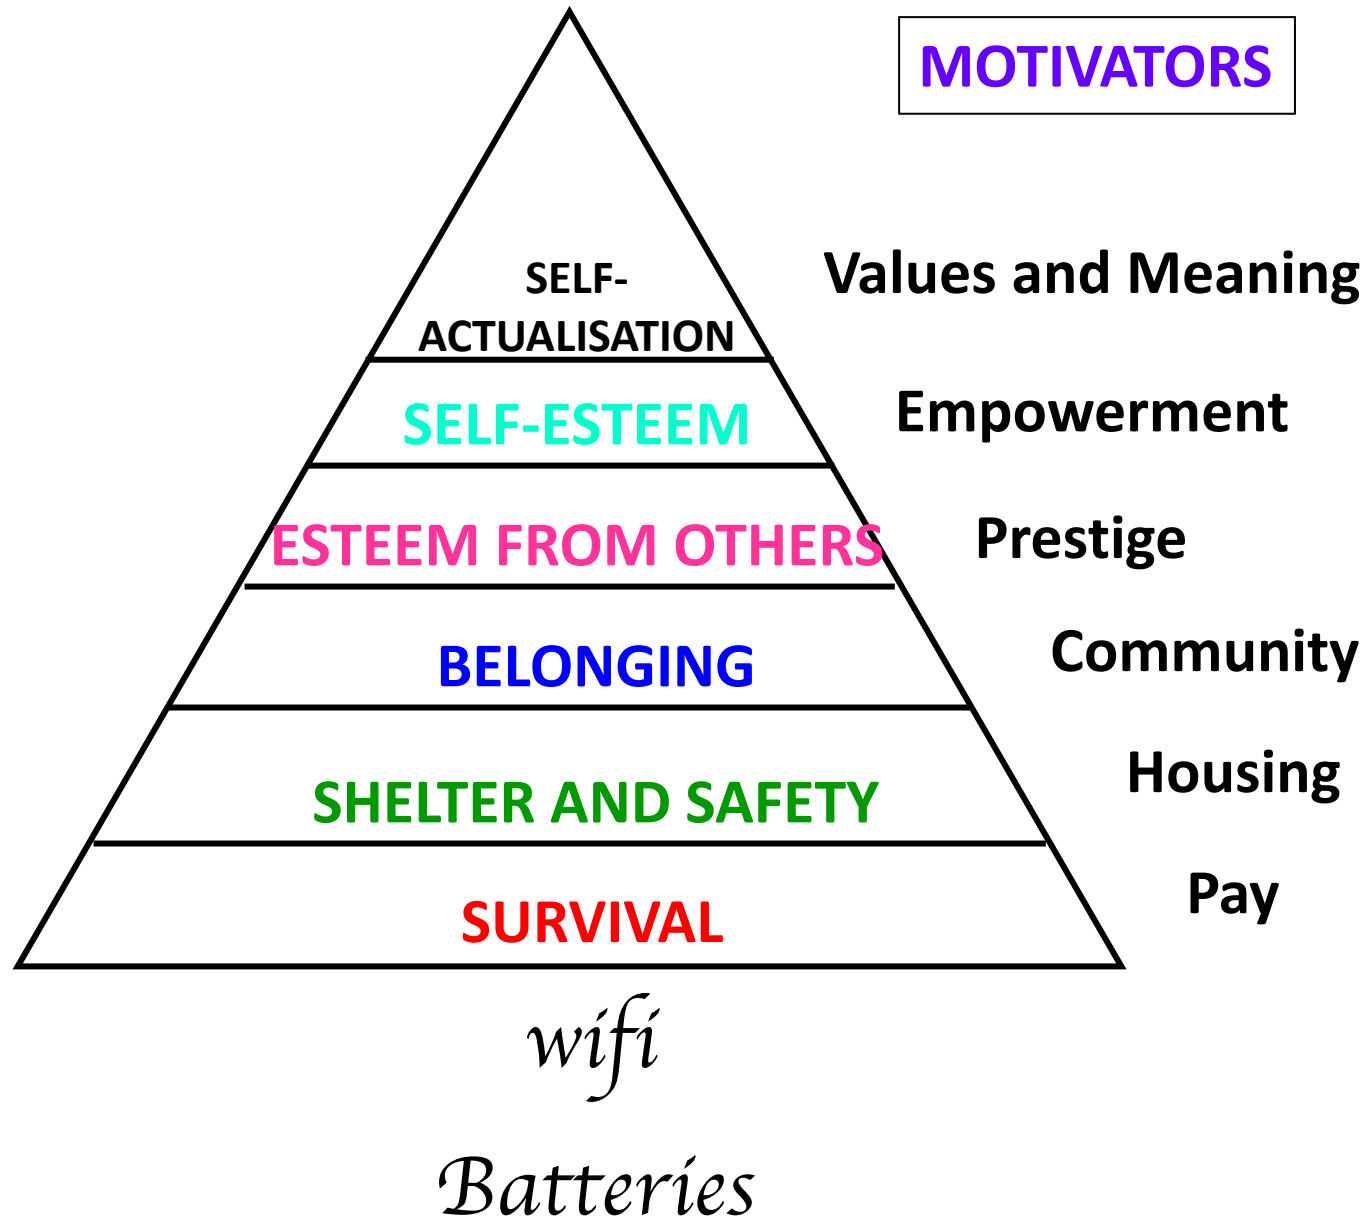 MOTIVATORS
SELF-
ACTUALISATION
Values and Meaning
SELF-ESTEEM
Empowerment
ESTEEM FROM OTHERS
Prestige
BELONGING
Community
SHELTER AND SAFETY
Housing
SURVIVAL
Pay
wifi
Batteries